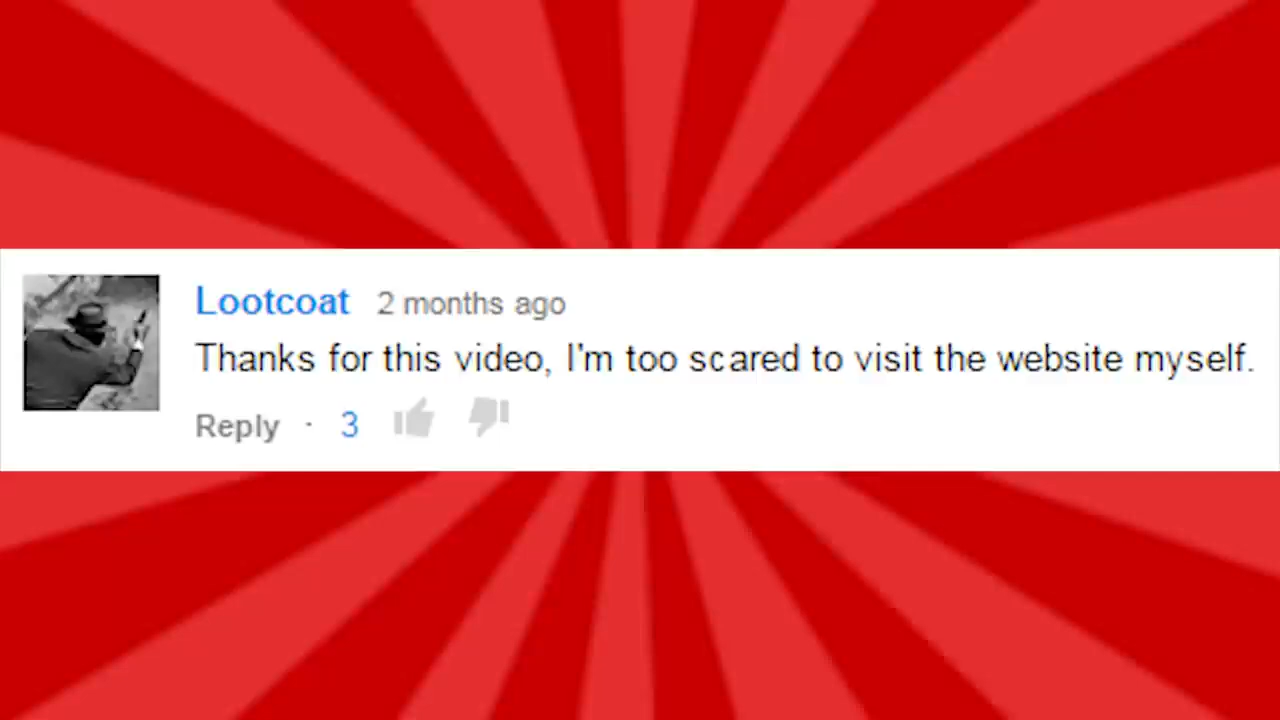 Lootcoat 2 months ago
Thanks for this video, I'm too scared to visit the website myself.
Reply · 3